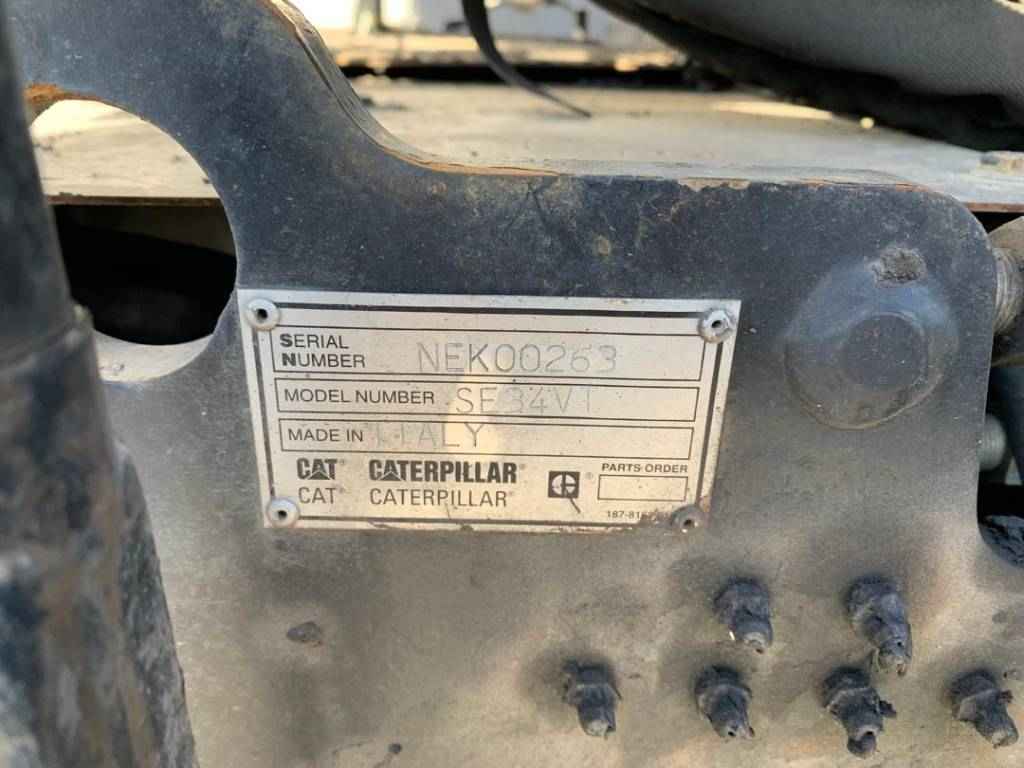 SERIAL NUMBER NEK00263
MODEL NUMBER SE34V1
MADE IN ITALY
CAT® CATERPILLAR®
CAT® CATERPILLAR®
PARTS ORDER